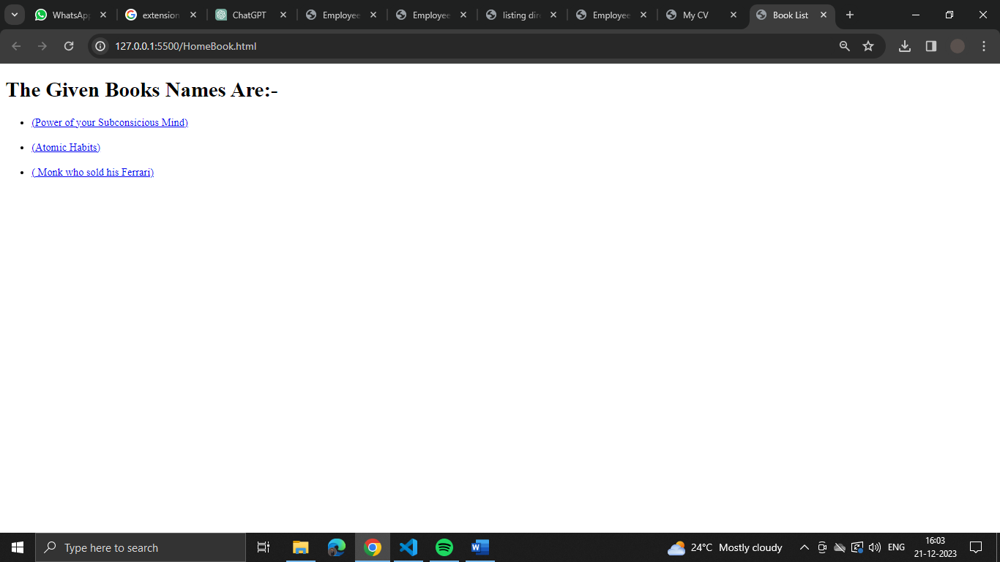 WhatsApp
extension
ChatGPT
Employee
Employee
listing dire
Employee
My CV
Book List
127.0.0.1:5500/HomeBook.html
The Given Books Names Are:-
(Power of your Subconsicious Mind)
(Atomic Habits)
( Monk who sold his Ferrari)
Type here to search
24°C Mostly cloudy
ENG
16:03
21-12-2023